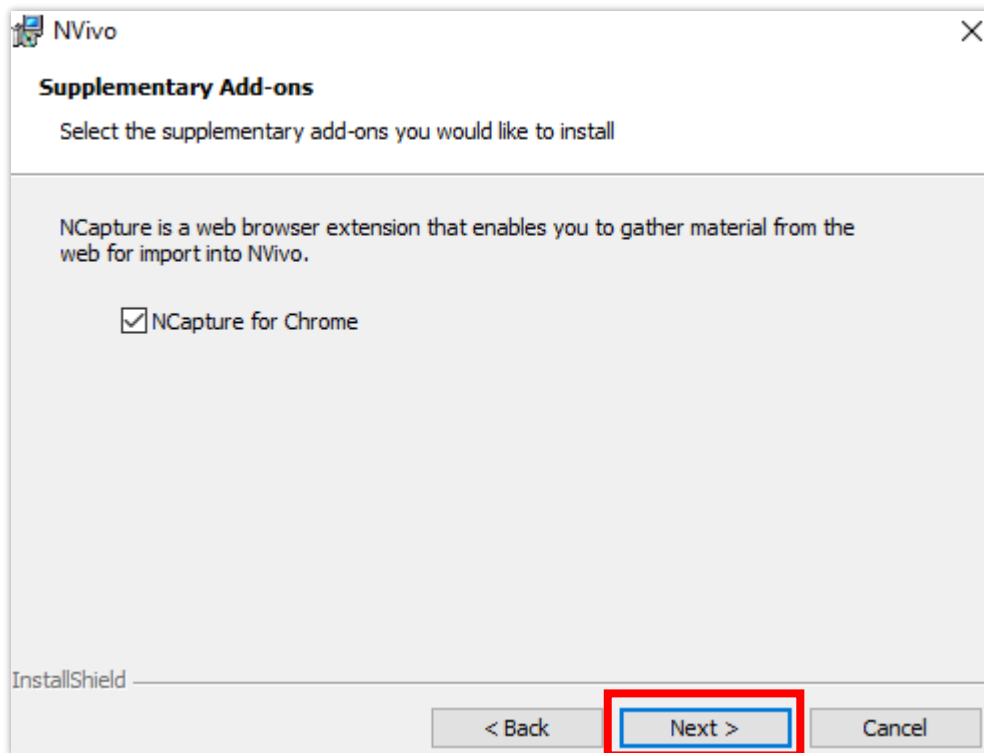 NVivo
Supplementary Add-ons
Select the supplementary add-ons you would like to install
NCapture is a web browser extension that enables you to gather material from the
web for import into NVivo.
NCapture for Chrome
InstallShield
< Back
Next >
Cancel